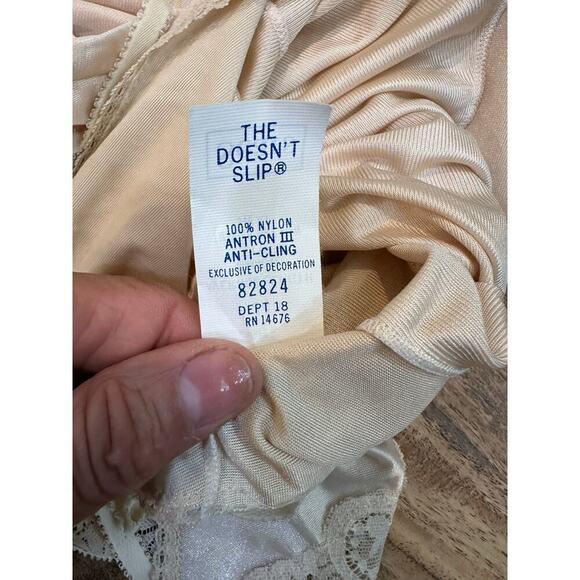 THE
DOESN'T
SLIP®
100% NYLON
ANTRON III
ANTI-CLING
EXCLUSIVE OF DECORATION
82824
DEPT 18
RN 14676